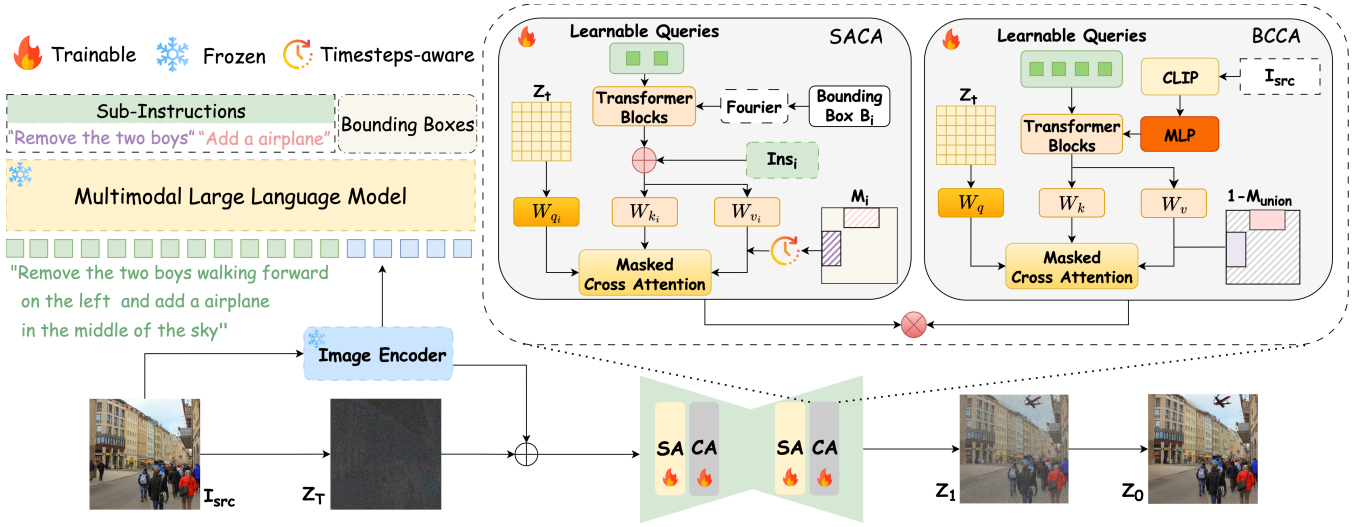 Trainable
Frozen
Timesteps-aware
Sub-Instructions
"Remove the two boys" "Add a airplane"
Bounding Boxes
Multimodal Large Language Model
"Remove the two boys walking forward
on the left and add a airplane
in the middle of the sky"
Image Encoder
I_src
Z_T
SACA
Learnable Queries
Z_t
Transformer
Blocks
Fourier
Bounding
Box B_i
Ins_i
W_{q_i}
W_{k_i}
W_{v_i}
M_i
Masked
Cross Attention
BCCA
Learnable Queries
CLIP
I_src
Z_t
Transformer
Blocks
MLP
W_q
W_k
W_v
1-M_union
Masked
Cross Attention
SA
CA
SA
CA
Z_1
Z_0